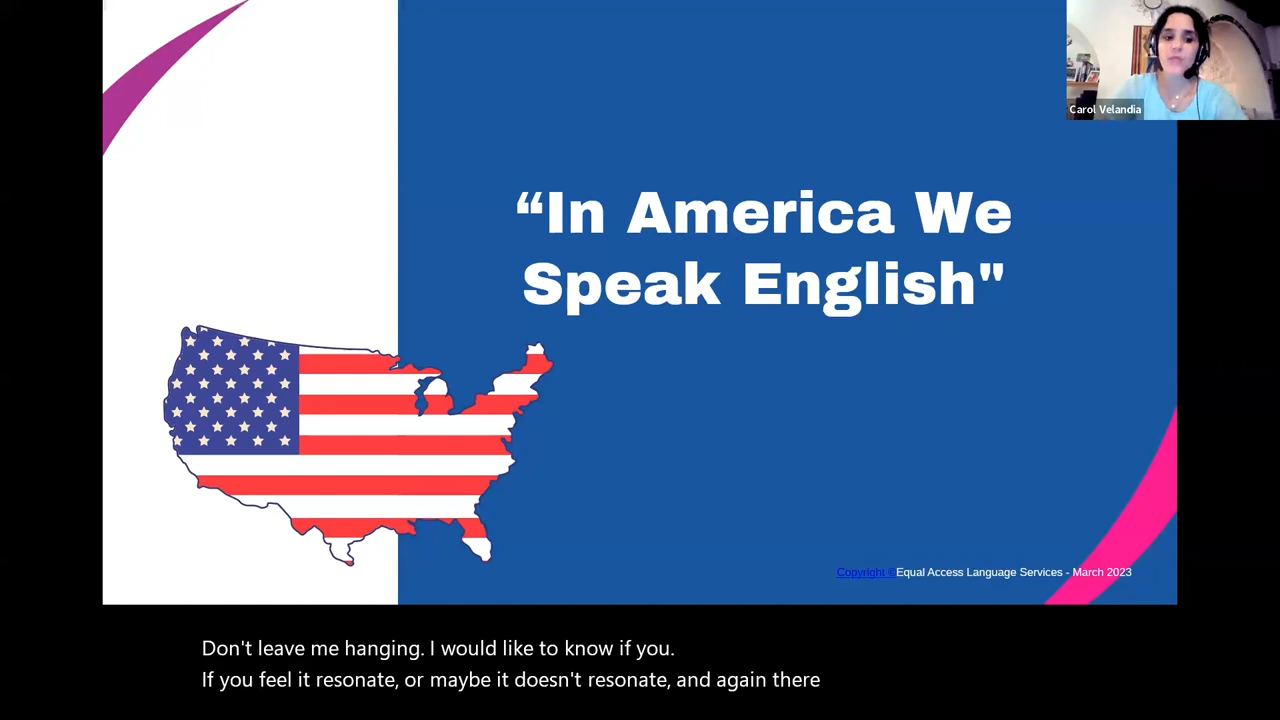 Carol Velandia
“In America We
Speak English"
Copyright ©Equal Access Language Services - March 2023
Don't leave me hanging. I would like to know if you.
If you feel it resonate, or maybe it doesn't resonate, and again there